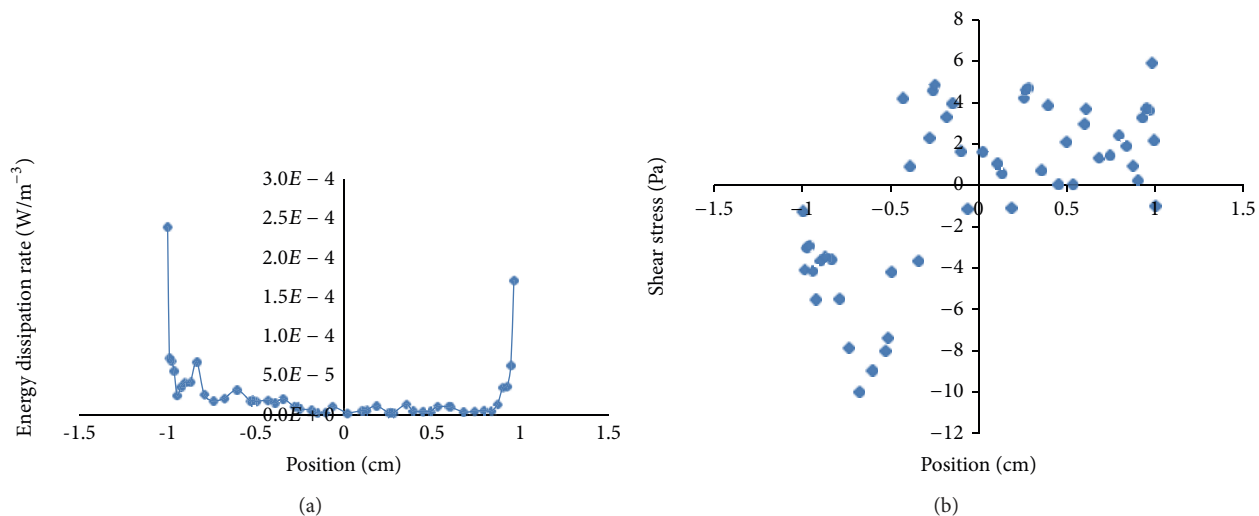 Energy dissipation rate (W/m−3)
3.0E − 4
2.5E − 4
2.0E − 4
1.5E − 4
1.0E − 4
5.0E − 5
0.0E + 0
-1.5
-1
-0.5
0
0.5
1
1.5
Position (cm)
(a)
Shear stress (Pa)
8
6
4
2
0
−2
−4
−6
−8
−10
−12
−1.5
−1
−0.5
0
0.5
1
1.5
Position (cm)
(b)